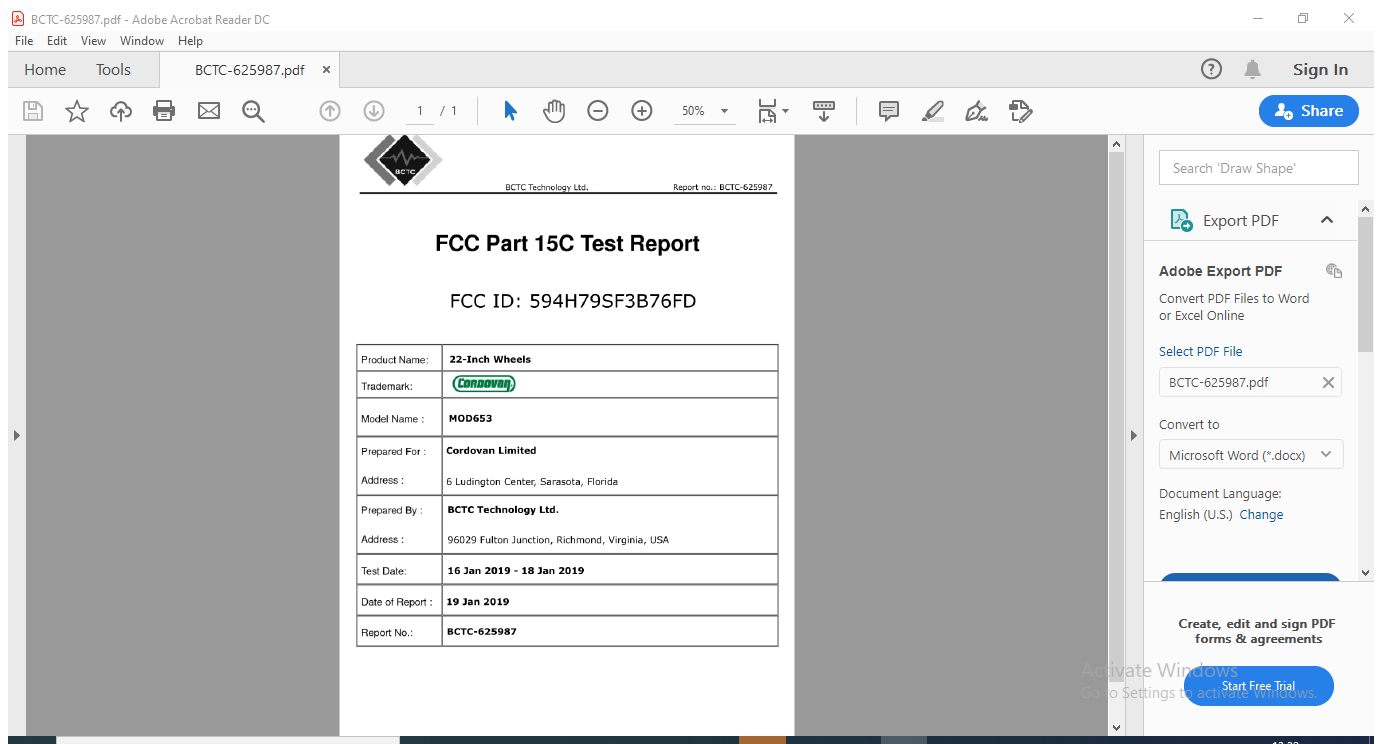 BCTC-625987.pdf - Adobe Acrobat Reader DC
File Edit View Window Help
Home Tools BCTC-625987.pdf × Sign In
1 / 1 50% Share
BCTC
BCTC Technology Ltd. Report no.: BCTC-625987
FCC Part 15C Test Report
FCC ID: 594H79SF3B76FD
Product Name: 22-Inch Wheels
Trademark: CORDOVAN
Model Name : MOD653
Prepared For : Cordovan Limited
Address : 6 Ludington Center, Sarasota, Florida
Prepared By : BCTC Technology Ltd.
Address : 96029 Fulton Junction, Richmond, Virginia, USA
Test Date: 16 Jan 2019 - 18 Jan 2019
Date of Report : 19 Jan 2019
Report No.: BCTC-625987
Search 'Draw Shape'
Export PDF
Adobe Export PDF
Convert PDF Files to Word
or Excel Online
Select PDF File
BCTC-625987.pdf
Convert to
Microsoft Word (*.docx)
Document Language:
English (U.S.) Change
Create, edit and sign PDF
forms & agreements
Start Free Trial
Activate Windows
Go to Settings to activate Windows.